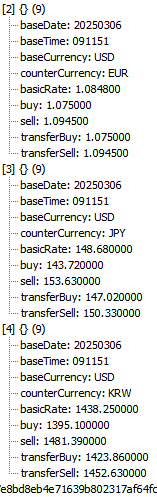 [2] {} (9)
baseDate: 20250306
baseTime: 091151
baseCurrency: USD
counterCurrency: EUR
basicRate: 1.084800
buy: 1.075000
sell: 1.094500
transferBuy: 1.075000
transferSell: 1.094500
[3] {} (9)
baseDate: 20250306
baseTime: 091151
baseCurrency: USD
counterCurrency: JPY
basicRate: 148.680000
buy: 143.720000
sell: 153.630000
transferBuy: 147.020000
transferSell: 150.330000
[4] {} (9)
baseDate: 20250306
baseTime: 091151
baseCurrency: USD
counterCurrency: KRW
basicRate: 1438.250000
buy: 1395.100000
sell: 1481.390000
transferBuy: 1423.860000
transferSell: 1452.630000